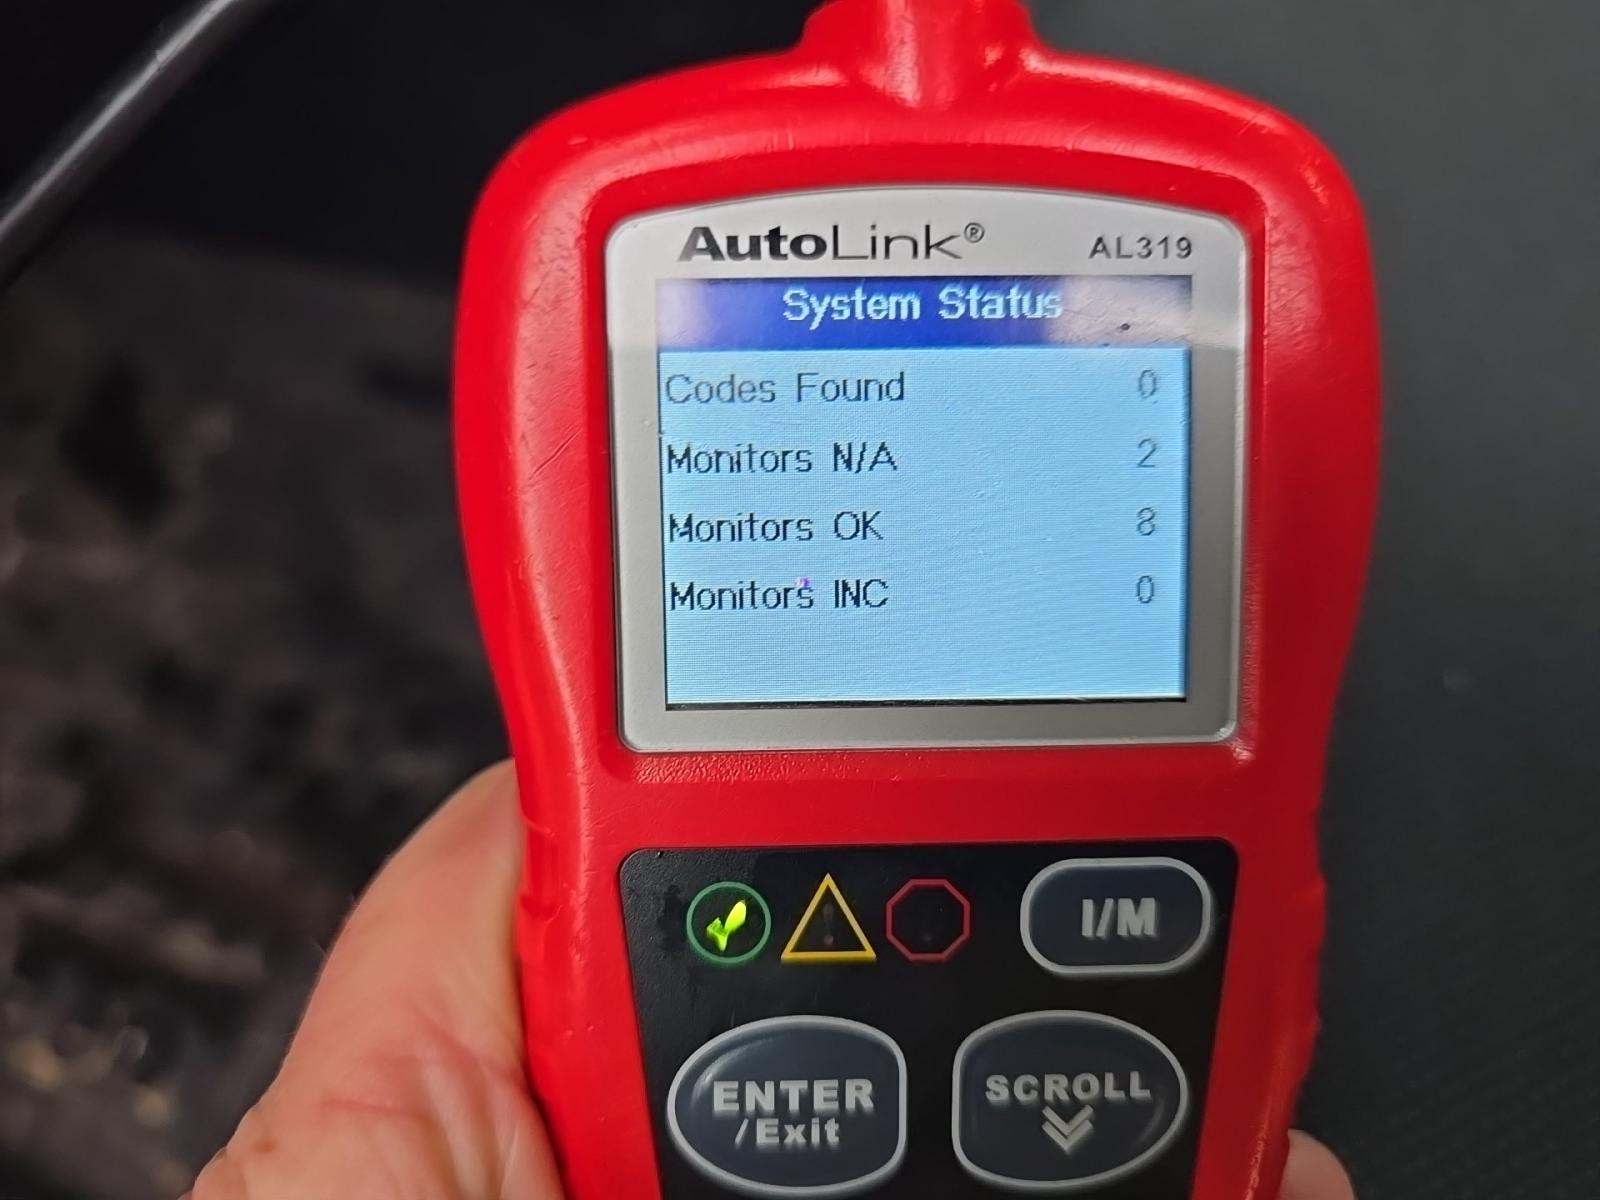 AutoLink® AL319
System Status
Codes Found 0
Monitors N/A 2
Monitors OK 8
Monitors INC 0
I/M
ENTER SCROLL
/Exit